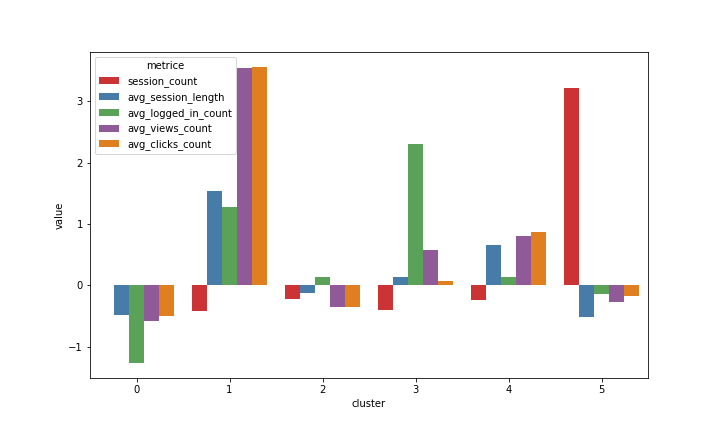 metrice
session_count
avg_session_length
avg_logged_in_count
avg_views_count
avg_clicks_count
3
2
1
0
−1
value
0 1 2 3 4 5
cluster